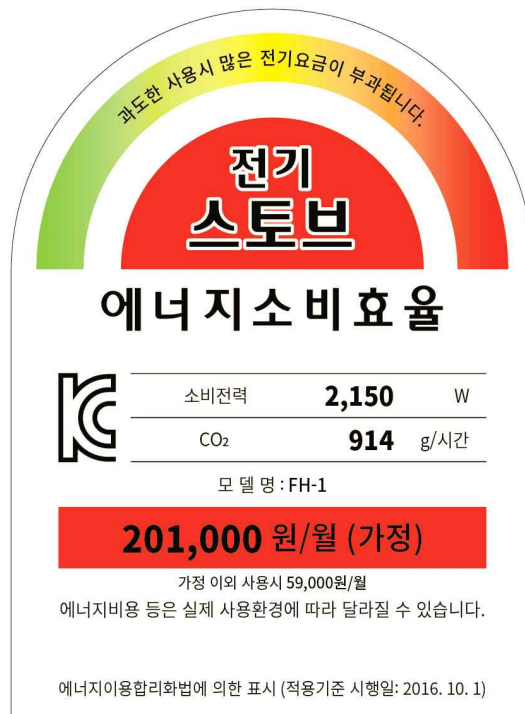 과도한 사용시 많은 전기요금이 부과됩니다.
전기
스토브
에너지소비효율
소비전력 2,150 W
CO₂ 914 g/시간
모 델 명 : FH-1
201,000 원/월 (가정)
가정 이외 사용시 59,000원/월
에너지비용 등은 실제 사용환경에 따라 달라질 수 있습니다.
에너지이용합리화법에 의한 표시 (적용기준 시행일: 2016. 10. 1)